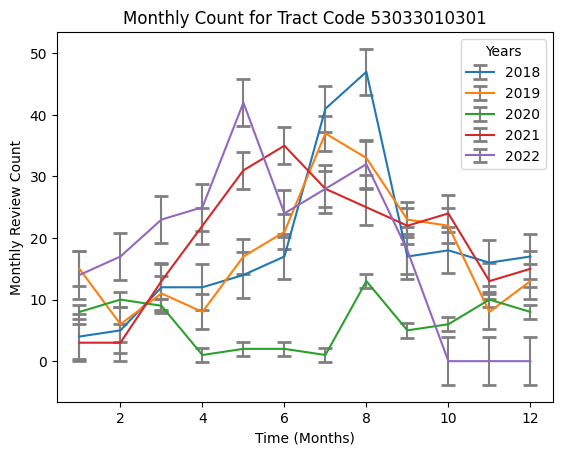 Monthly Count for Tract Code 53033010301
Monthly Review Count
50
40
30
20
10
0
Years
2018
2019
2020
2021
2022
2 4 6 8 10 12
Time (Months)